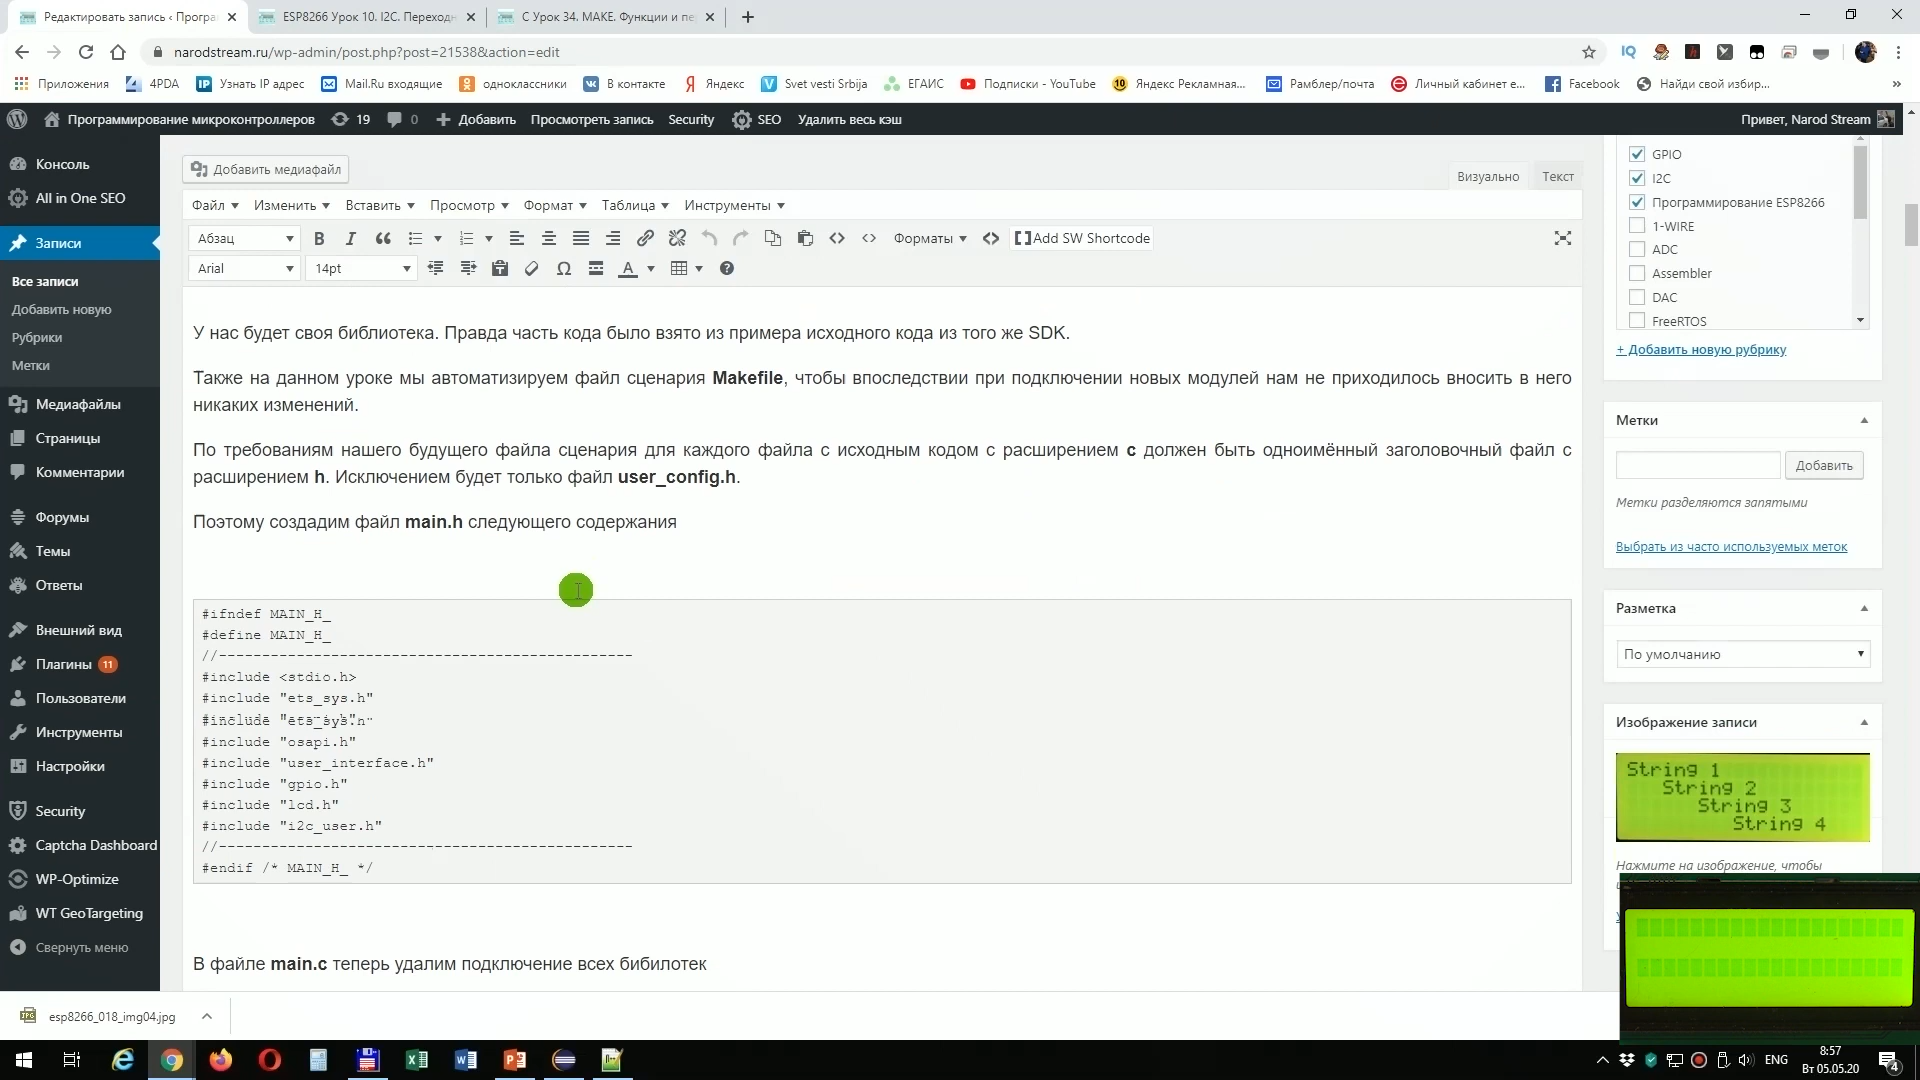 Редактировать запись ‹ Програ
ESP8266 Урок 10. I2C. Переходн
С Урок 34. MAKE. Функции и пе
narodstream.ru/wp-admin/post.php?post=21538&action=edit
Приложения
4PDA
Узнать IP адрес
Mail.Ru входящие
одноклассники
В контакте
Яндекс
Svet vesti Srbija
ЕГАИС
Подписки - YouTube
Яндекс Рекламная...
Рамблер/почта
Личный кабинет е...
Facebook
Найди свой избир...
Программирование микроконтроллеров
19
0
Добавить
Просмотреть запись
Security
SEO
Удалить весь кэш
Привет, Narod Stream
Консоль
All in One SEO
Записи
Все записи
Добавить новую
Рубрики
Метки
Медиафайлы
Страницы
Комментарии
Форумы
Темы
Ответы
Внешний вид
Плагины 11
Пользователи
Инструменты
Настройки
Security
Captcha Dashboard
WP-Optimize
WT GeoTargeting
Свернуть меню
Добавить медиафайл
Визуально
Текст
Файл Изменить Вставить Просмотр Формат Таблица Инструменты
Абзац
Форматы
Add SW Shortcode
Arial
14pt
У нас будет своя библиотека. Правда часть кода было взято из примера исходного кода из того же SDK.
Также на данном уроке мы автоматизируем файл сценария Makefile, чтобы впоследствии при подключении новых модулей нам не приходилось вносить в него
никаких изменений.
По требованиям нашего будущего файла сценария для каждого файла с исходным кодом с расширением c должен быть одноимённый заголовочный файл с
расширением h. Исключением будет только файл user_config.h.
Поэтому создадим файл main.h следующего содержания
#ifndef MAIN_H_
#define MAIN_H_
//------------------------------------------------
#include <stdio.h>
#include "ets_sys.h"
#include "ets_sys.h"
#include "osapi.h"
#include "user_interface.h"
#include "gpio.h"
#include "lcd.h"
#include "i2c_user.h"
//------------------------------------------------
#endif /* MAIN_H_ */
В файле main.c теперь удалим подключение всех бибилотек
GPIO
I2C
Программирование ESP8266
1-WIRE
ADC
Assembler
DAC
FreeRTOS
+ Добавить новую рубрику
Метки
Добавить
Метки разделяются запятыми
Выбрать из часто используемых меток
Разметка
По умолчанию
Изображение записи
String 1
String 2
String 3
String 4
Нажмите на изображение, чтобы
esp8266_018_img04.jpg
ENG
8:57
Вт 05.05.20
4